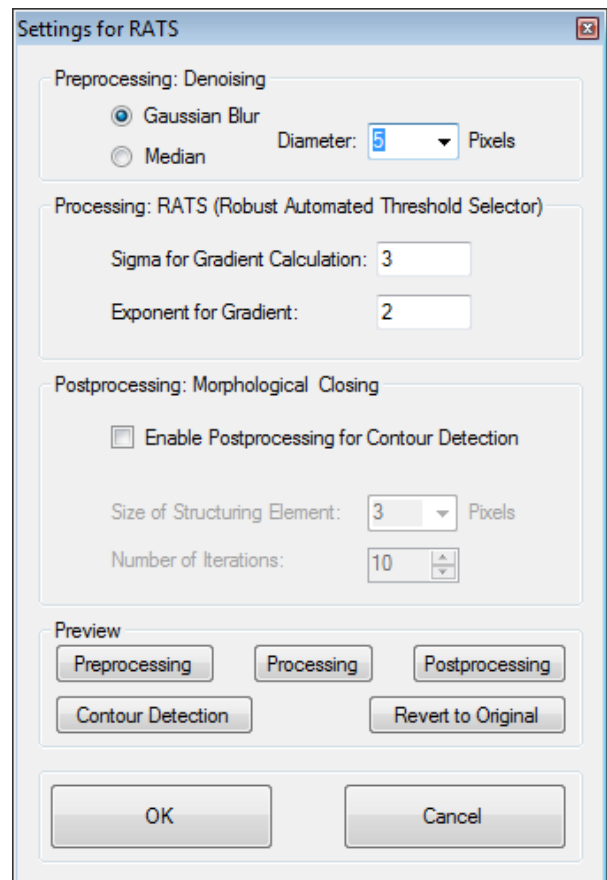 Settings for RATS
Preprocessing: Denoising
Gaussian Blur
Median
Diameter: 5 Pixels
Processing: RATS (Robust Automated Threshold Selector)
Sigma for Gradient Calculation: 3
Exponent for Gradient: 2
Postprocessing: Morphological Closing
Enable Postprocessing for Contour Detection
Size of Structuring Element: 3 Pixels
Number of Iterations: 10
Preview
Preprocessing Processing Postprocessing
Contour Detection Revert to Original
OK Cancel